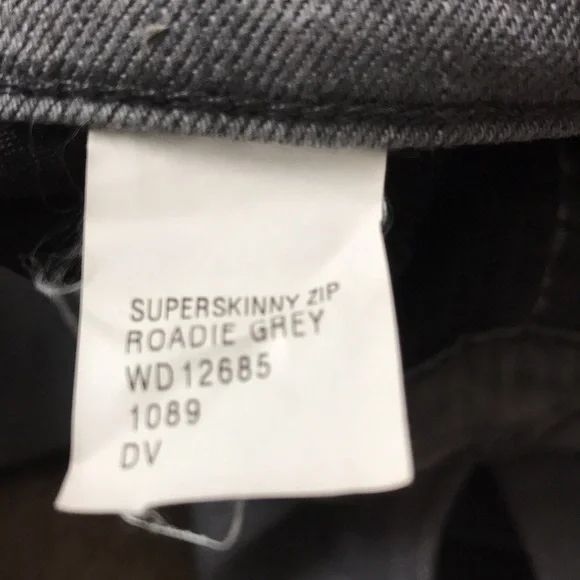 SUPERSKINNY ZIP
ROADIE GREY
WD12685
1089
DV